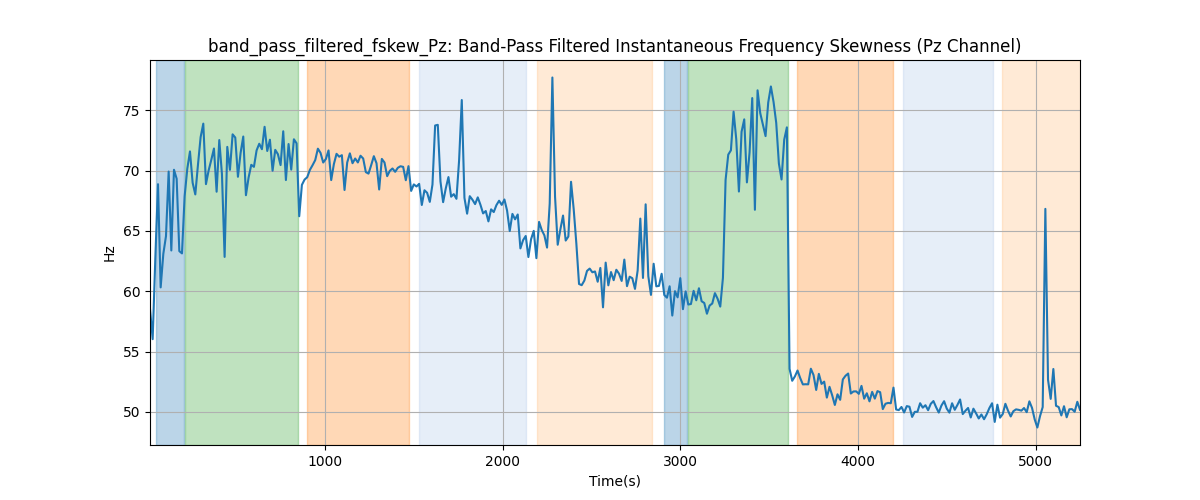 band_pass_filtered_fskew_Pz: Band-Pass Filtered Instantaneous Frequency Skewness (Pz Channel)
75
70
65
60
55
50
Hz
1000 2000 3000 4000 5000
Time(s)